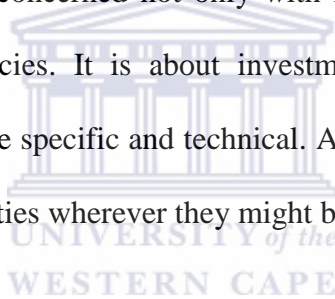 concerned not only with
cies. It is about investm
e specific and technical. A
ties wherever they might b
UNIVERSITY of the
WESTERN CAPE